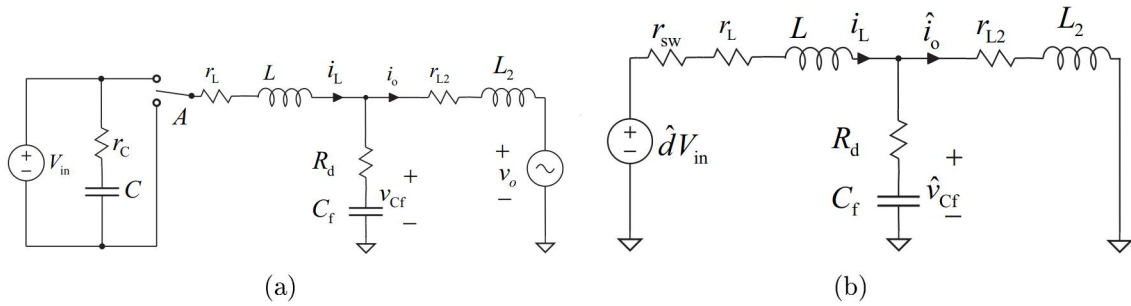 r_L L i_L i_o r_L2 L_2
A
+
− V_in
r_C
C
R_d
C_f
+
v_Cf
−
+
v_o
−
(a)
r_sw r_L L i_L î_o r_L2 L_2
+
− d̂V_in
R_d
C_f
+
v̂_Cf
−
(b)